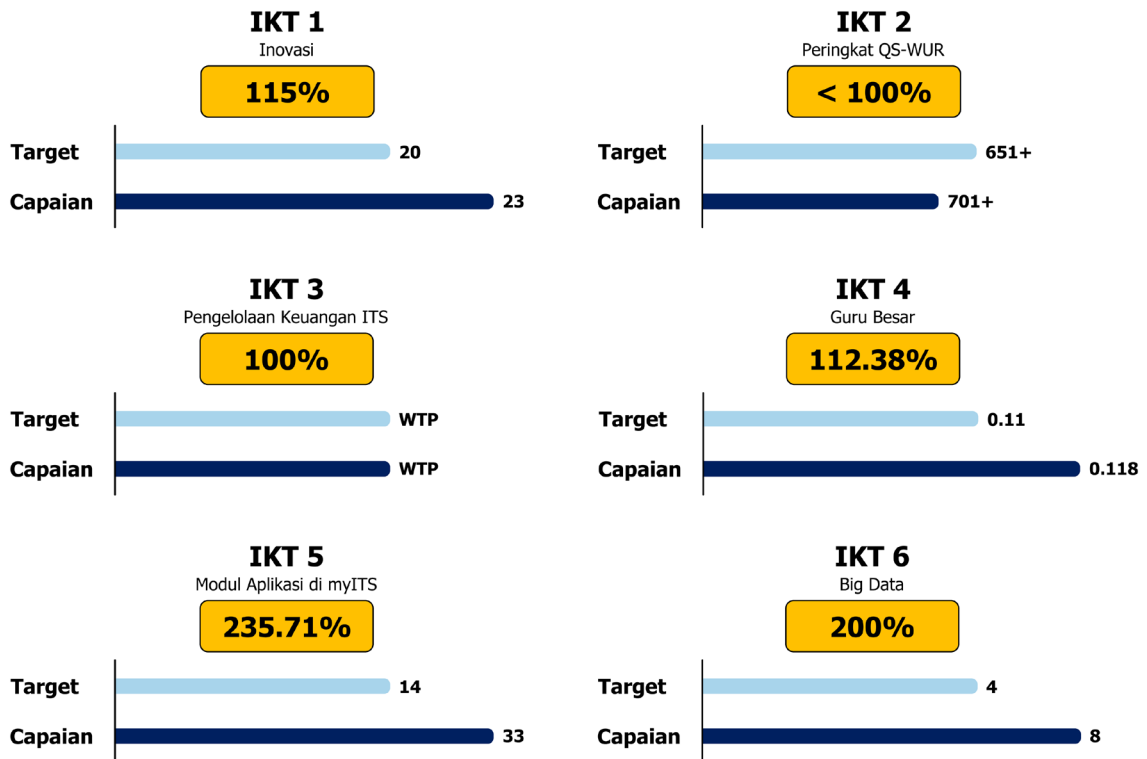 IKT 1
Inovasi
115%
Target 20
Capaian 23
IKT 2
Peringkat QS-WUR
< 100%
Target 651+
Capaian 701+
IKT 3
Pengelolaan Keuangan ITS
100%
Target WTP
Capaian WTP
IKT 4
Guru Besar
112.38%
Target 0.11
Capaian 0.118
IKT 5
Modul Aplikasi di myITS
235.71%
Target 14
Capaian 33
IKT 6
Big Data
200%
Target 4
Capaian 8